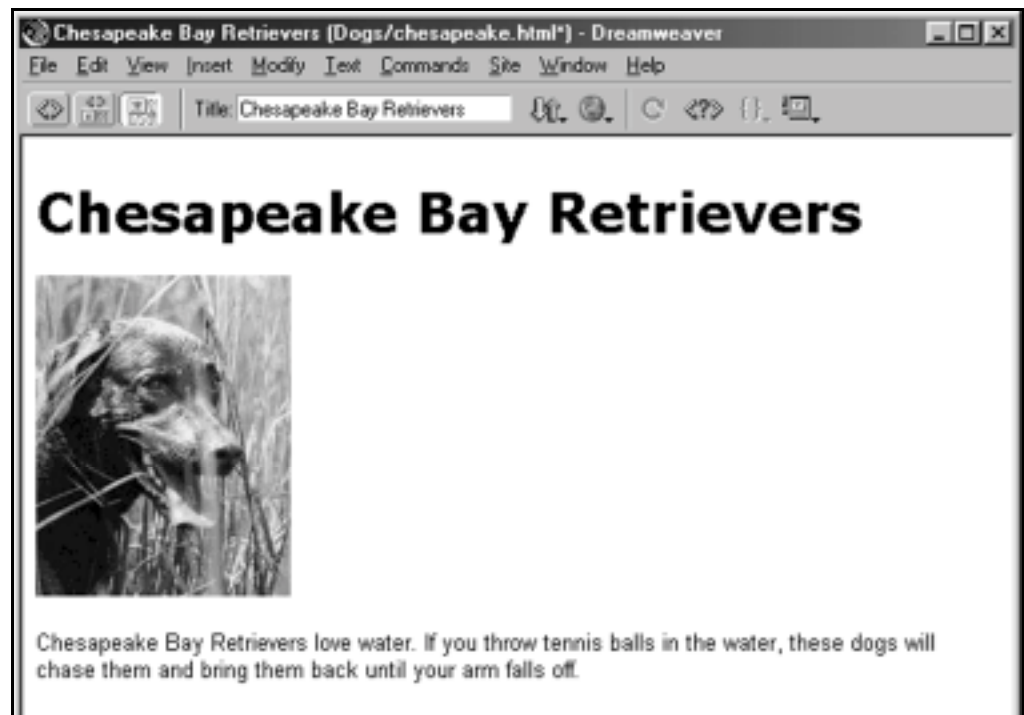 Chesapeake Bay Retrievers (Dogs/chesapeake.html*) - Dreamweaver
File Edit View Insert Modify Text Commands Site Window Help
Title: Chesapeake Bay Retrievers
Chesapeake Bay Retrievers
Chesapeake Bay Retrievers love water. If you throw tennis balls in the water, these dogs will
chase them and bring them back until your arm falls off.